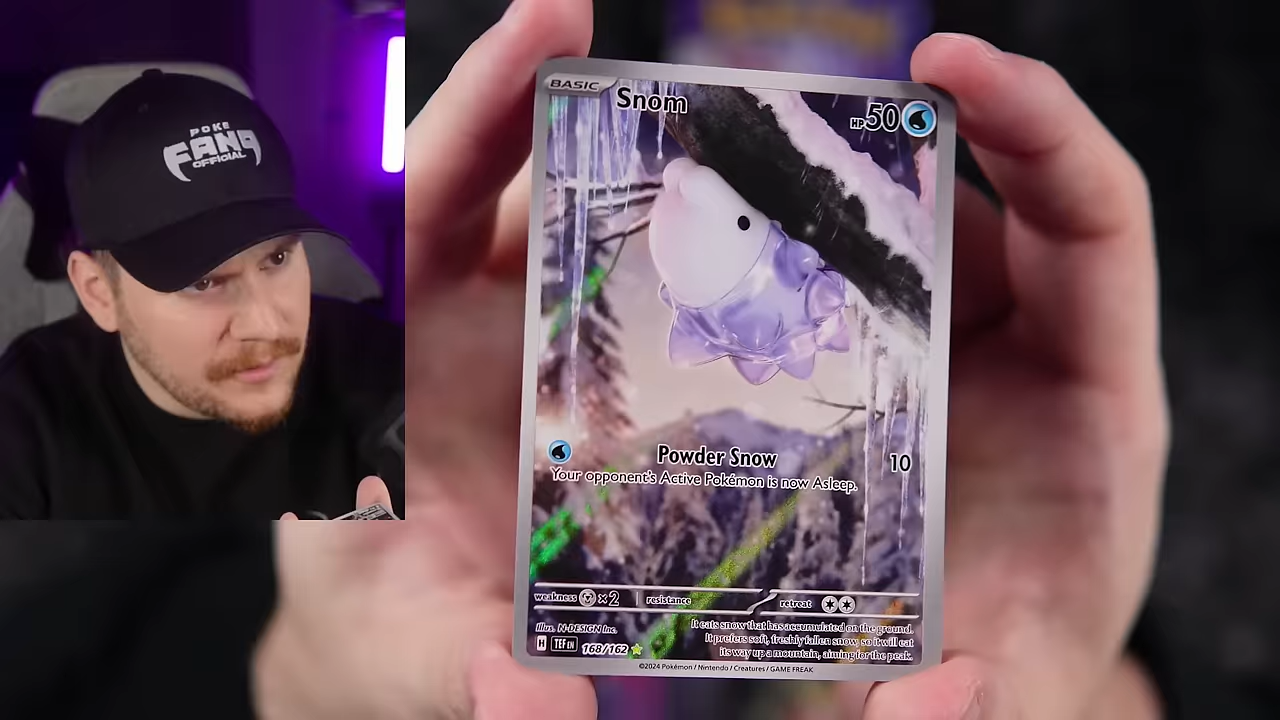 POKE
FANG
OFFICIAL
BASIC
Snom
HP 50
Powder Snow 10
Your opponent's Active Pokémon is now Asleep.
weakness ×2 resistance retreat
Illus. N-DESIGN Inc.
It eats snow that has accumulated on the ground.
It prefers soft, freshly fallen snow, so it will eat
its way up a mountain, aiming for the peak.
H TEF EN 168/162
©2024 Pokémon / Nintendo / Creatures / GAME FREAK